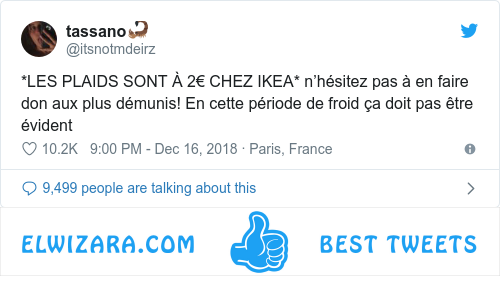 tassano
@itsnotmdeirz
*LES PLAIDS SONT À 2€ CHEZ IKEA* n’hésitez pas à en faire
don aux plus démunis! En cette période de froid ça doit pas être
évident
10.2K 9:00 PM - Dec 16, 2018 · Paris, France
9,499 people are talking about this
ELWIZARA.COM BEST TWEETS